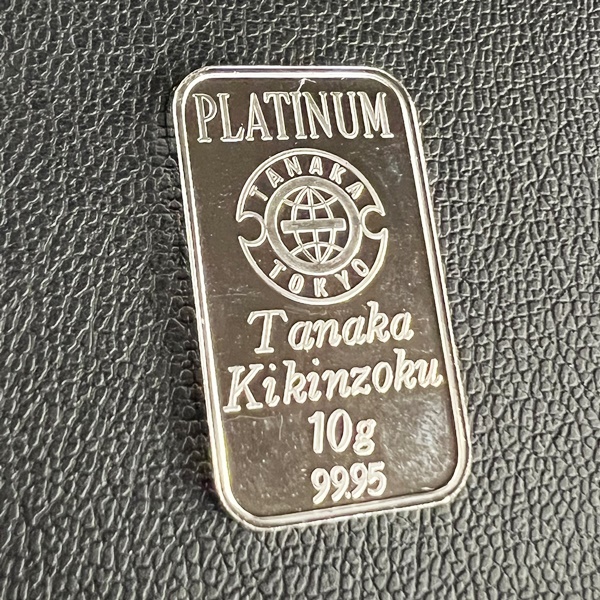 PLATINUM
TANAKA
TOKYO
Tanaka
Kikinzoku
10g
99.95